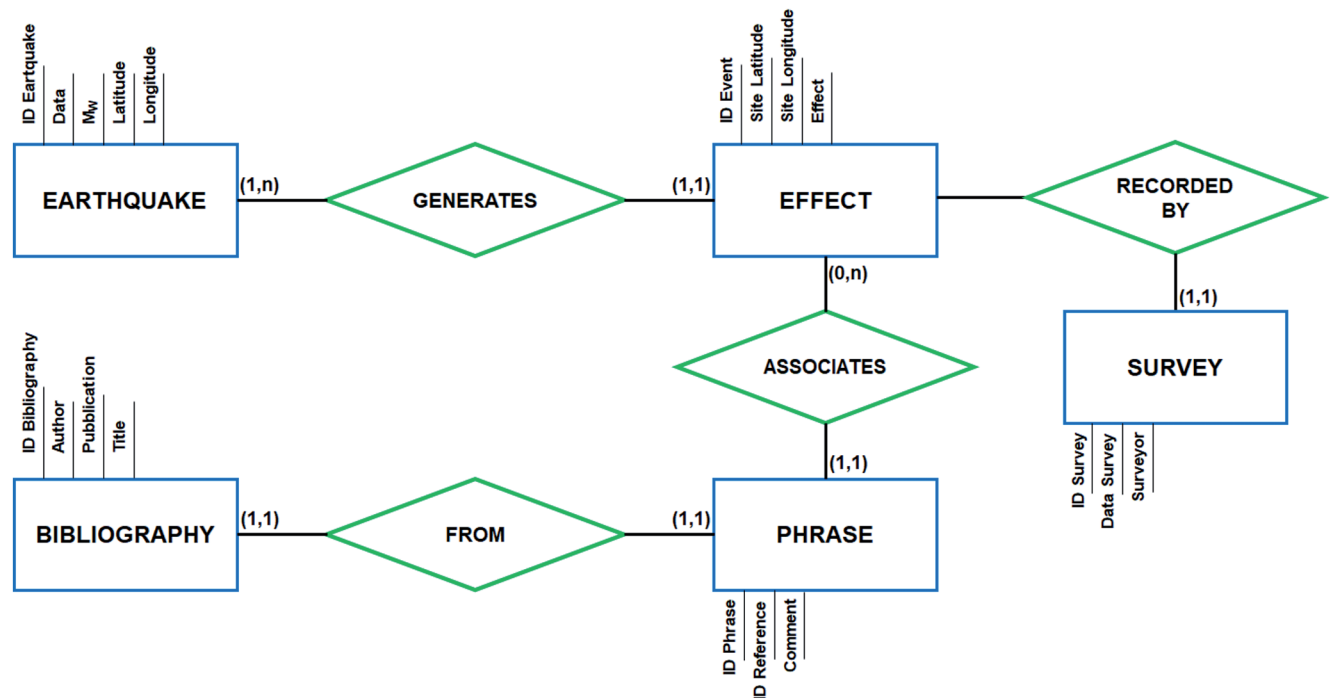 ID Eartquake
Data
Mw
Latitude
Longitude
EARTHQUAKE
(1,n)
GENERATES
(1,1)
ID Event
Site Latitude
Site Longitude
Effect
EFFECT
RECORDED
BY
(0,n)
(1,1)
ASSOCIATES
SURVEY
ID Survey
Data Survey
Surveyor
ID Bibliography
Author
Pubblication
Title
BIBLIOGRAPHY
(1,1)
FROM
(1,1)
(1,1)
PHRASE
ID Phrase
ID Reference
Comment